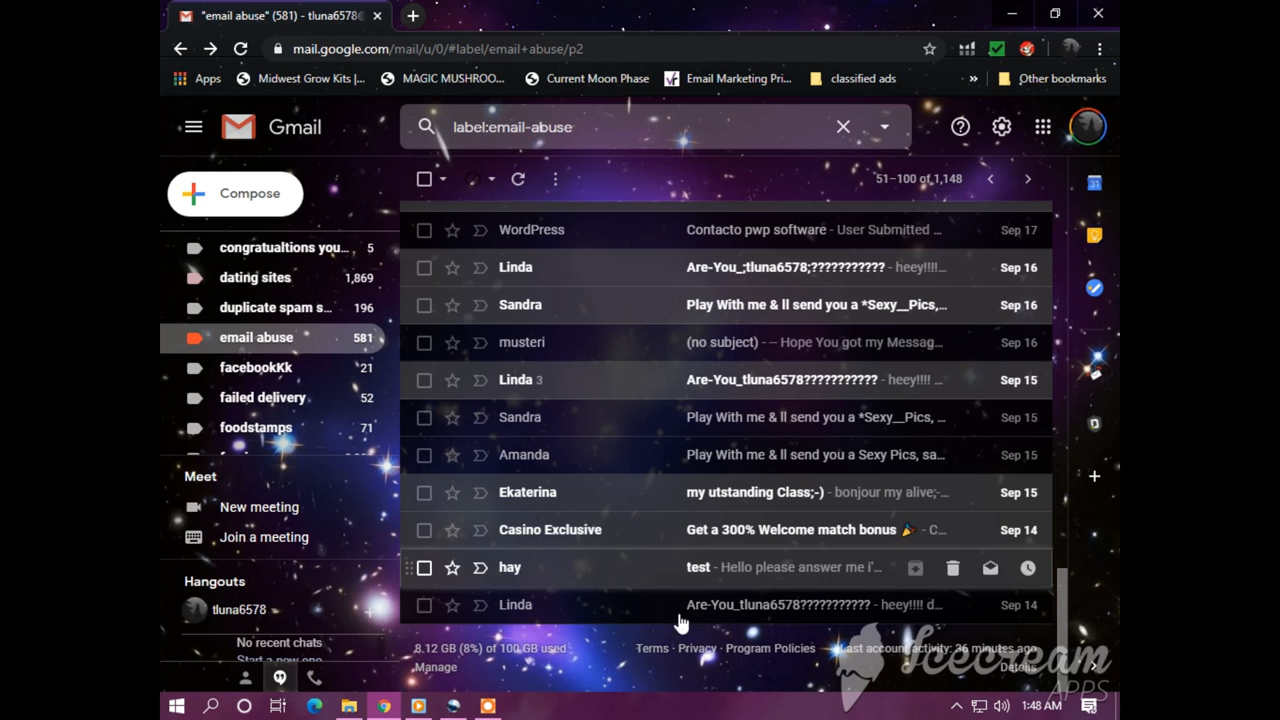 "email abuse" (581) - tluna6578@
mail.google.com/mail/u/0/#label/email+abuse/p2
Apps Midwest Grow Kits |... MAGIC MUSHROO... Current Moon Phase Email Marketing Pri... classified ads » Other bookmarks
Gmail
label:email-abuse
Compose
51–100 of 1,148
congratualtions you... 5
dating sites 1,869
duplicate spam s... 196
email abuse 581
facebookKk 21
failed delivery 52
foodstamps 71
Meet
New meeting
Join a meeting
Hangouts
tluna6578
No recent chats
Start a new one
WordPress Contacto pwp software - User Submitted ... Sep 17
Linda Are-You_;tluna6578;??????????? - heey!!!!... Sep 16
Sandra Play With me & ll send you a *Sexy__Pics,... Sep 16
musteri (no subject) - -- Hope You got my Messag... Sep 16
Linda 3 Are-You_tluna6578??????????? - heey!!!! ... Sep 15
Sandra Play With me & ll send you a *Sexy__Pics, ... Sep 15
Amanda Play With me & ll send you a Sexy Pics, sa... Sep 15
Ekaterina my utstanding Class;-) - bonjour my alive;-... Sep 15
Casino Exclusive Get a 300% Welcome match bonus - C... Sep 14
hay test - Hello please answer me i'...
Linda Are-You_tluna6578??????????? - heey!!!! d... Sep 14
8.12 GB (8%) of 100 GB used
Manage
Terms · Privacy · Program Policies
Last account activity: 36 minutes ago
Details
Icecream
APPS
1:48 AM